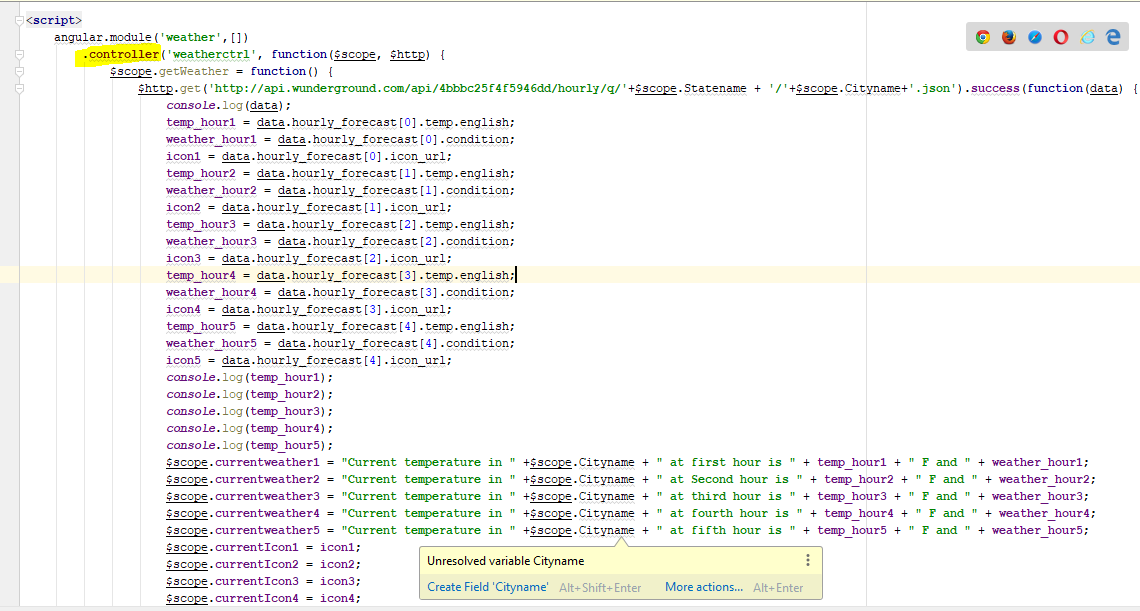 <script>
angular.module('weather',[])
.controller('weatherctrl', function($scope, $http) {
$scope.getWeather = function() {
$http.get('http://api.wunderground.com/api/4bbbc25f4f5946dd/hourly/q/'+$scope.Statename + '/'+$scope.Cityname+'.json').success(function(data) {
console.log(data);
temp_hour1 = data.hourly_forecast[0].temp.english;
weather_hour1 = data.hourly_forecast[0].condition;
icon1 = data.hourly_forecast[0].icon_url;
temp_hour2 = data.hourly_forecast[1].temp.english;
weather_hour2 = data.hourly_forecast[1].condition;
icon2 = data.hourly_forecast[1].icon_url;
temp_hour3 = data.hourly_forecast[2].temp.english;
weather_hour3 = data.hourly_forecast[2].condition;
icon3 = data.hourly_forecast[2].icon_url;
temp_hour4 = data.hourly_forecast[3].temp.english;
weather_hour4 = data.hourly_forecast[3].condition;
icon4 = data.hourly_forecast[3].icon_url;
temp_hour5 = data.hourly_forecast[4].temp.english;
weather_hour5 = data.hourly_forecast[4].condition;
icon5 = data.hourly_forecast[4].icon_url;
console.log(temp_hour1);
console.log(temp_hour2);
console.log(temp_hour3);
console.log(temp_hour4);
console.log(temp_hour5);
$scope.currentweather1 = "Current temperature in " +$scope.Cityname + " at first hour is " + temp_hour1 + " F and " + weather_hour1;
$scope.currentweather2 = "Current temperature in " +$scope.Cityname + " at Second hour is " + temp_hour2 + " F and " + weather_hour2;
$scope.currentweather3 = "Current temperature in " +$scope.Cityname + " at third hour is " + temp_hour3 + " F and " + weather_hour3;
$scope.currentweather4 = "Current temperature in " +$scope.Cityname + " at fourth hour is " + temp_hour4 + " F and " + weather_hour4;
$scope.currentweather5 = "Current temperature in " +$scope.Cityname + " at fifth hour is " + temp_hour5 + " F and " + weather_hour5;
$scope.currentIcon1 = icon1;
$scope.currentIcon2 = icon2;
$scope.currentIcon3 = icon3;
$scope.currentIcon4 = icon4;
Unresolved variable Cityname
Create Field 'Cityname' Alt+Shift+Enter More actions... Alt+Enter